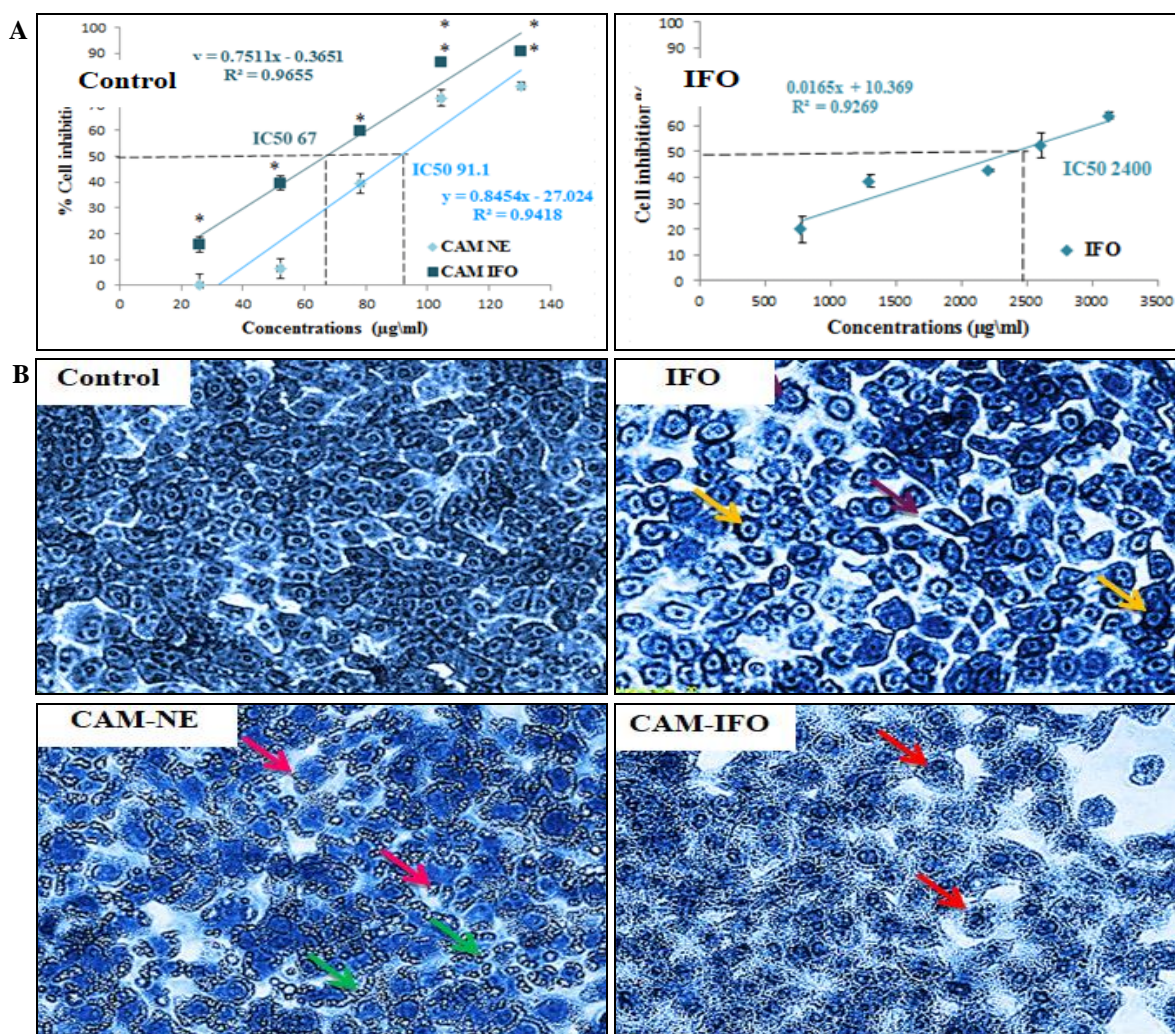 A
100
90
70
60
50
40
30
20
10
0
% Cell inhibiti
Control
y = 0.7511x - 0.3651
R² = 0.9655
*
*
*
*
*
*
*
IC50 67
IC50 91.1
y = 0.8454x - 27.024
R² = 0.9418
CAM NE
CAM IFO
0 20 40 60 80 100 120 140
Concentrations (µg\ml)
100
90
80
60
50
40
30
20
10
0
Cell inhibition%
IFO
0.0165x + 10.369
R² = 0.9269
IC50 2400
IFO
0 500 1000 1500 2000 2500 3000 3500
Concentrations (µg\ml)
B
Control
IFO
CAM-NE
CAM-IFO